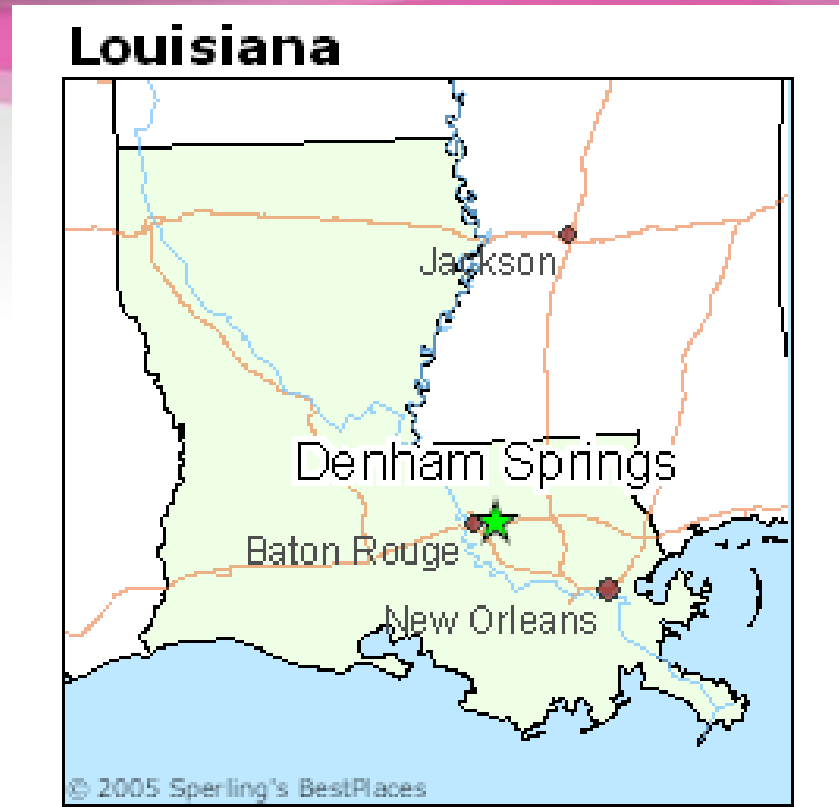 Louisiana
Jackson
Denham Springs
Baton Rouge
New Orleans
© 2005 Sperling's BestPlaces